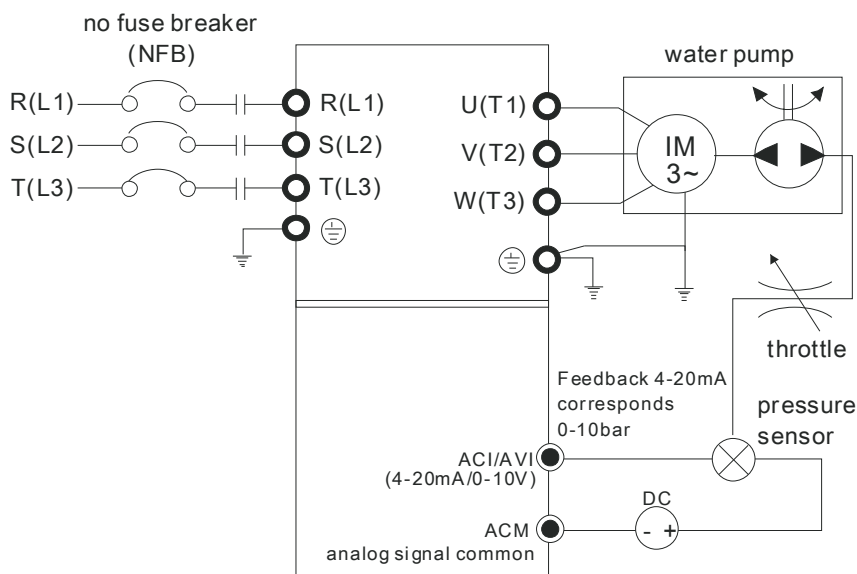 no fuse breaker
(NFB)
water pump
R(L1)
R(L1)
U(T1)
S(L2)
S(L2)
V(T2)
IM
3~
T(L3)
T(L3)
W(T3)
throttle
Feedback 4-20mA
corresponds
0-10bar
pressure
sensor
ACI/AVI
(4-20mA/0-10V)
DC
- +
ACM
analog signal common